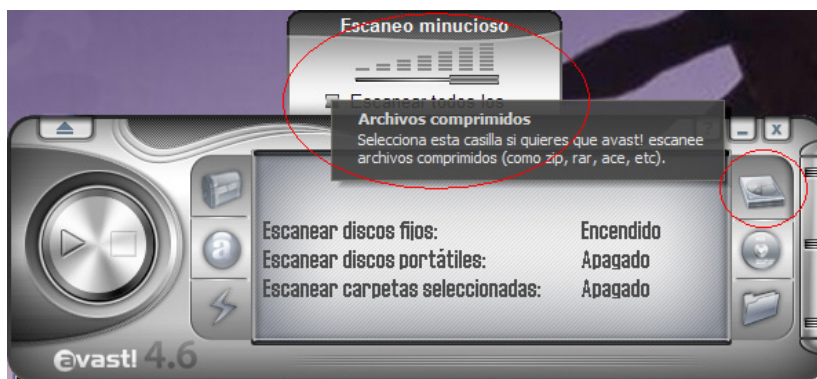 Escaneo minucioso
Escanear todos los
Archivos comprimidos
Selecciona esta casilla si quieres que avast! escanee
archivos comprimidos (como zip, rar, ace, etc).
Escanear discos fijos: Encendido
Escanear discos portátiles: Apagado
Escanear carpetas seleccionadas: Apagado
avast! 4.6